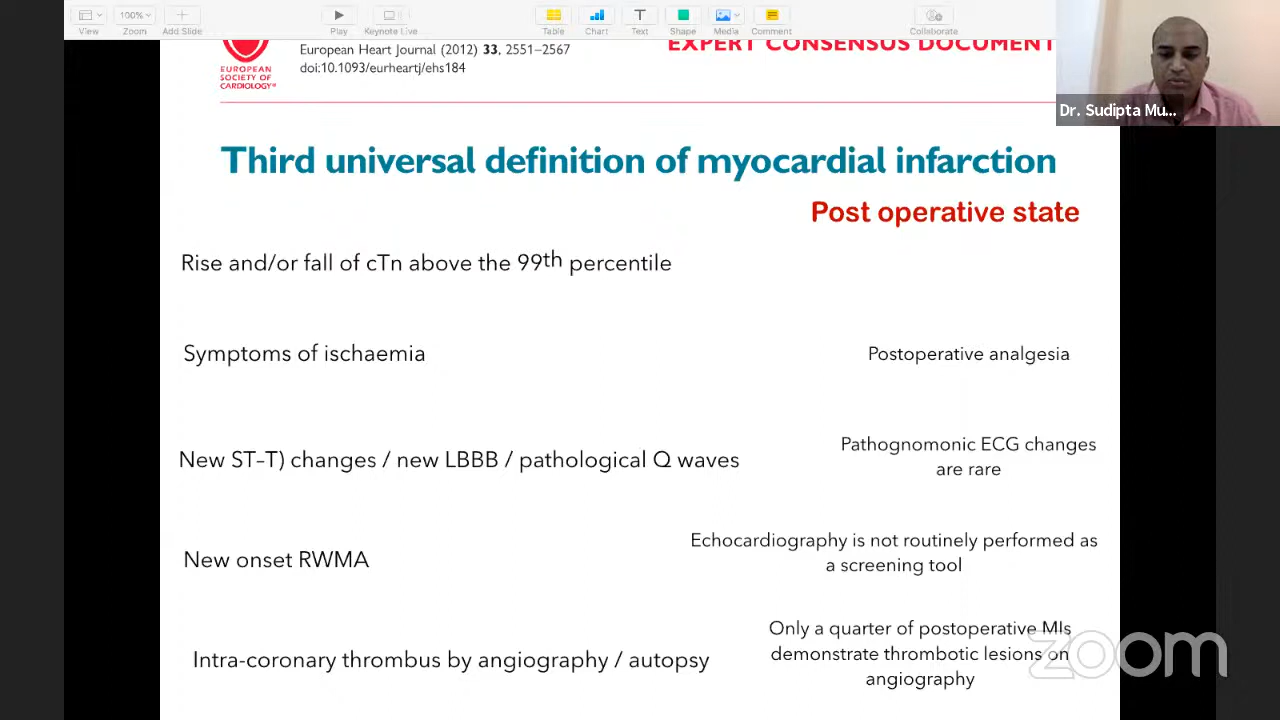 View
100%
Zoom
Add Slide
Play
Keynote Live
Table
Chart
Text
Shape
Media
Comment
Collaborate
European Heart Journal (2012) 33, 2551–2567
doi:10.1093/eurheartj/ehs184
EUROPEAN
SOCIETY OF
CARDIOLOGY®
EXPERT CONSENSUS DOCUMENT
Dr. Sudipta Mu...
Third universal definition of myocardial infarction
Post operative state
Rise and/or fall of cTn above the 99th percentile
Symptoms of ischaemia
Postoperative analgesia
New ST–T) changes / new LBBB / pathological Q waves
Pathognomonic ECG changes
are rare
New onset RWMA
Echocardiography is not routinely performed as
a screening tool
Intra-coronary thrombus by angiography / autopsy
Only a quarter of postoperative MIs
demonstrate thrombotic lesions on
angiography
zoom